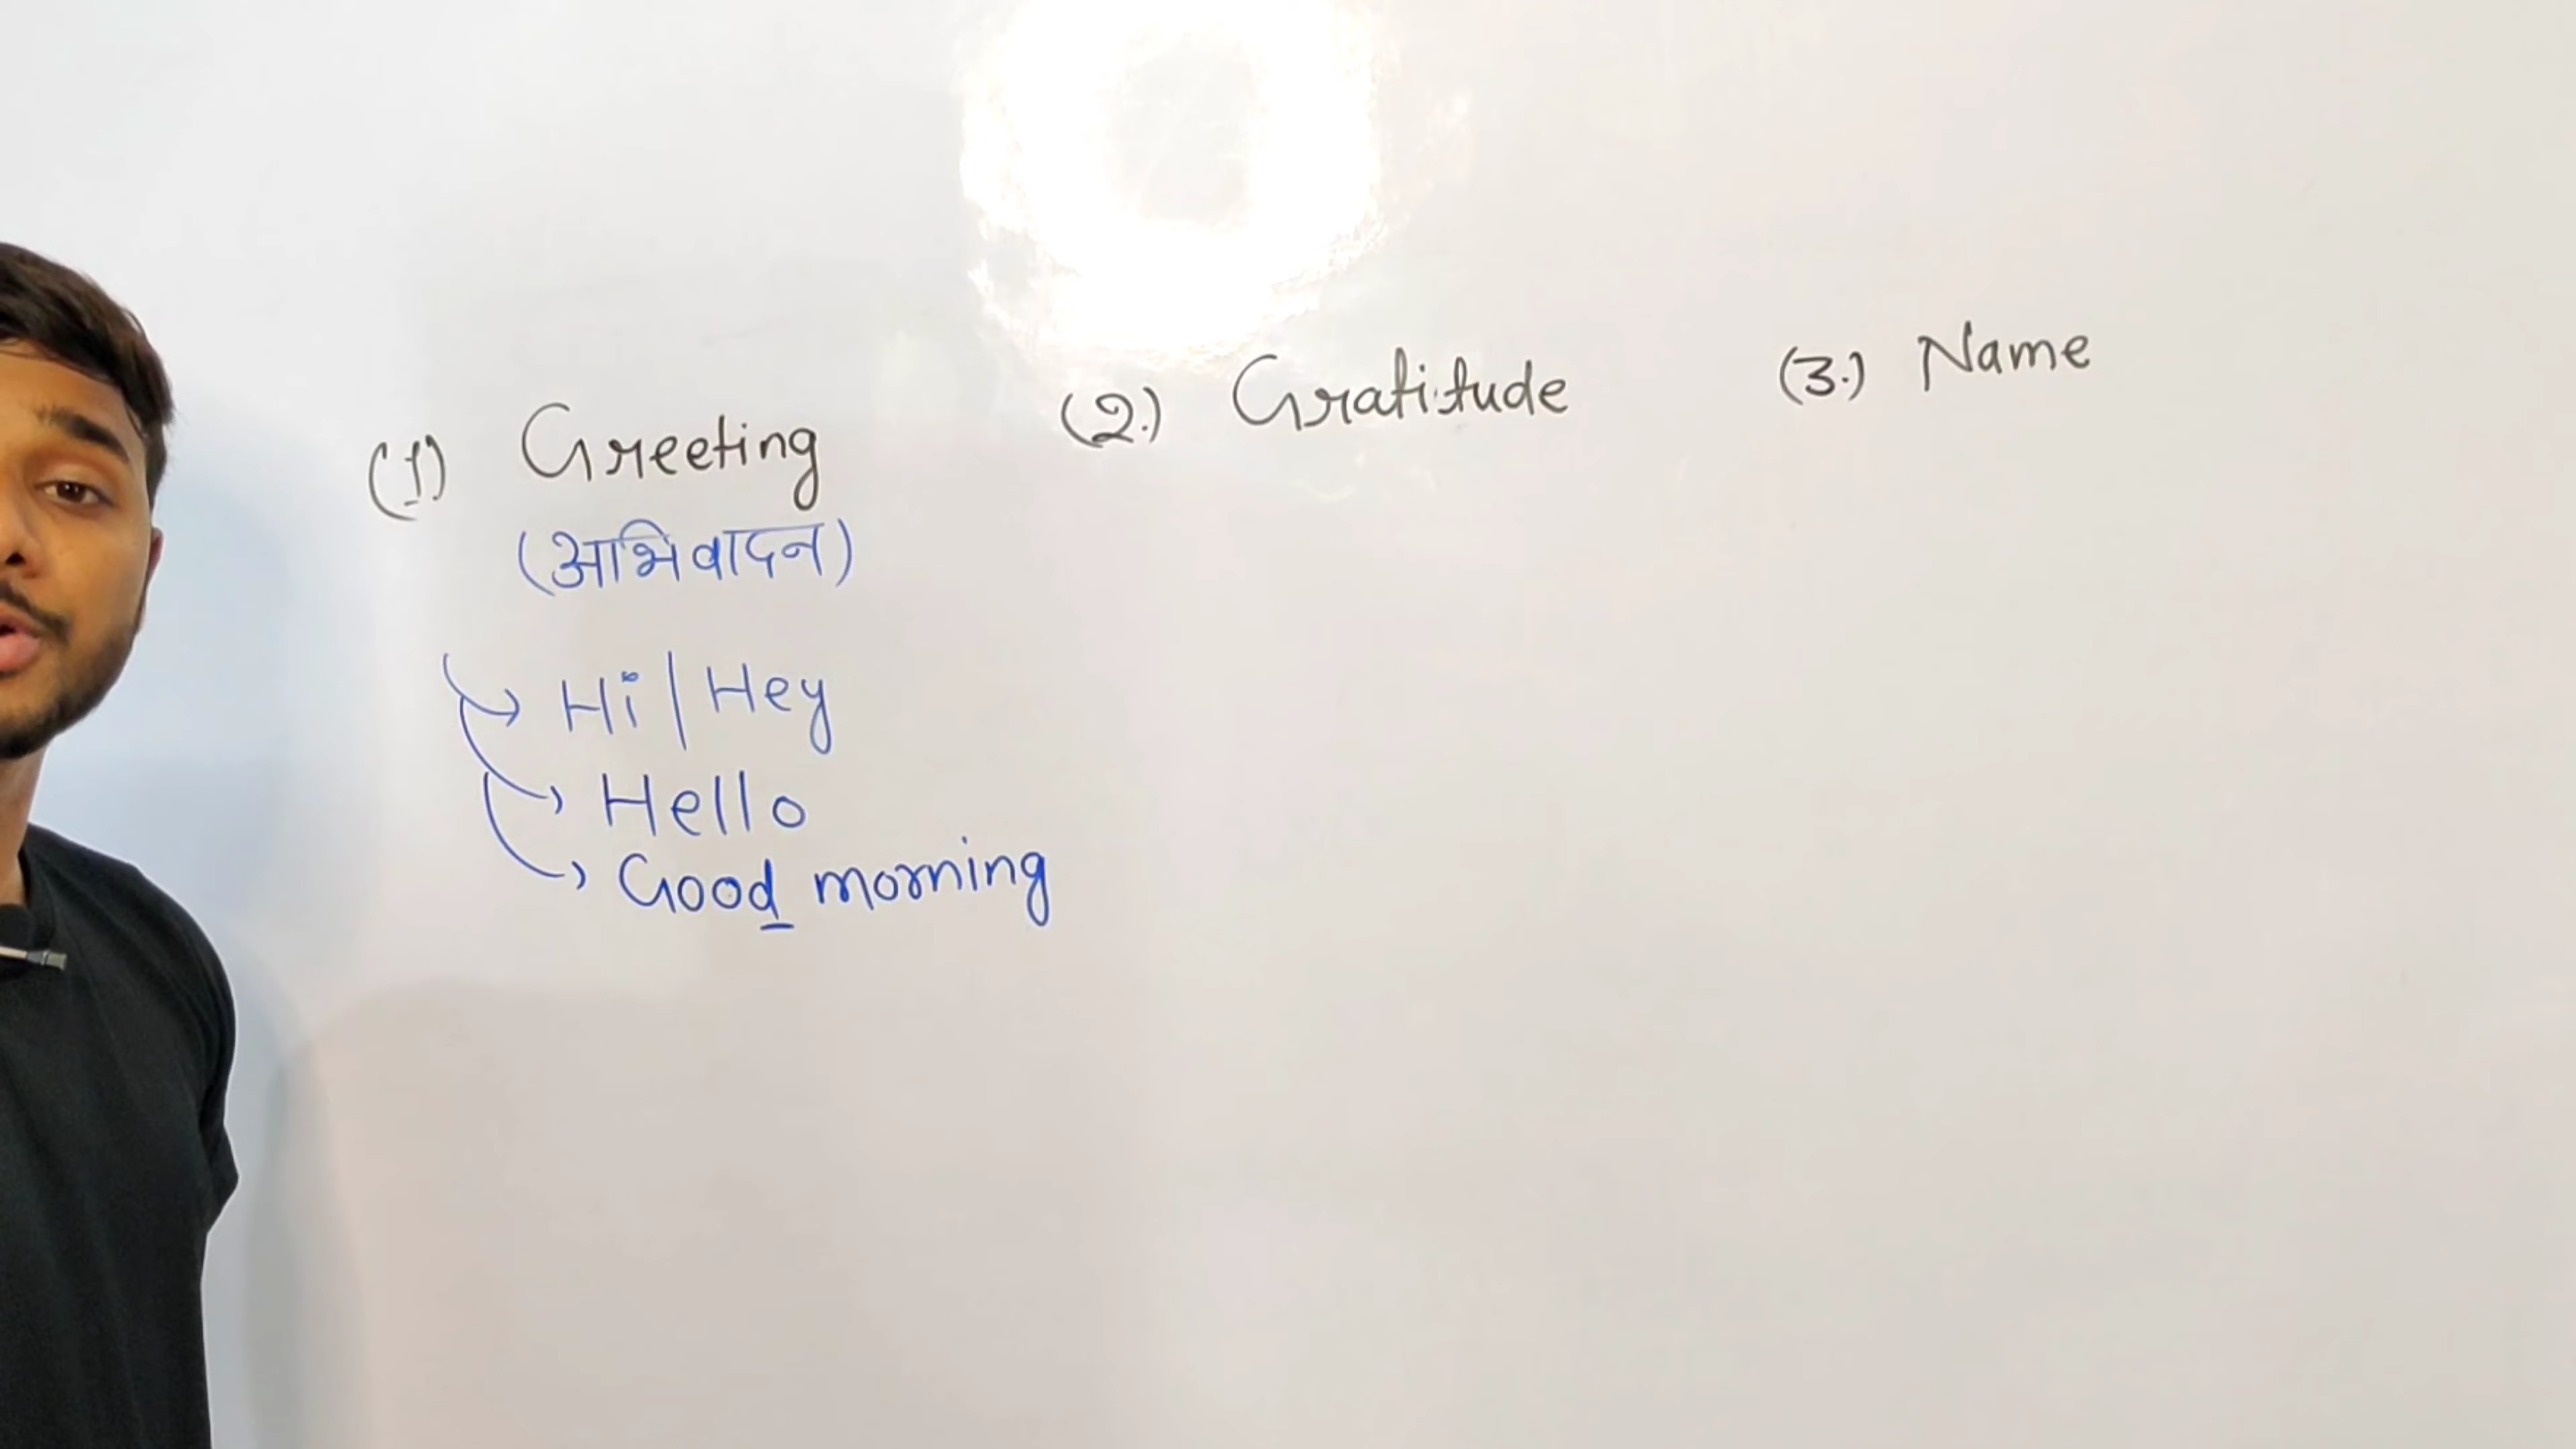 (1) Greeting
(अभिवादन)
Hi | Hey
Hello
Good morning
(2.) Gratitude
(3.) Name